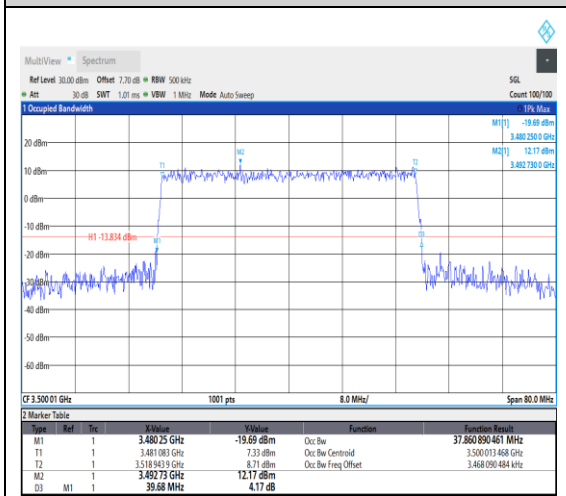 MultiView Spectrum
Ref Level 30.00 dBm Offset 7.70 dB RBW 500 kHz SGL
Att 30 dB SWT 1.01 ms VBW 1 MHz Mode Auto Sweep Count 100/100
1 Occupied Bandwidth 1Pk Max
M1[1] -19.69 dBm
3.480 250 0 GHz
M2[1] 12.17 dBm
3.492 730 0 GHz
20 dBm
10 dBm
0 dBm
-10 dBm
-20 dBm
-30 dBm
-40 dBm
-50 dBm
-60 dBm
T1 M2 T2
H1 -13.834 dBm
M1 D3
CF 3.500 01 GHz 1001 pts 8.0 MHz/ Span 80.0 MHz
2 Marker Table
Type Ref Trc X-Value Y-Value Function Function Result
M1 1 3.480 25 GHz -19.69 dBm Occ Bw 37.860 890 461 MHz
T1 1 3.481 083 GHz 7.33 dBm Occ Bw Centroid 3.500 013 468 GHz
T2 1 3.518 943 9 GHz 8.71 dBm Occ Bw Freq Offset 3.468 090 484 kHz
M2 1 3.492 73 GHz 12.17 dBm
D3 M1 1 39.68 MHz 4.17 dB